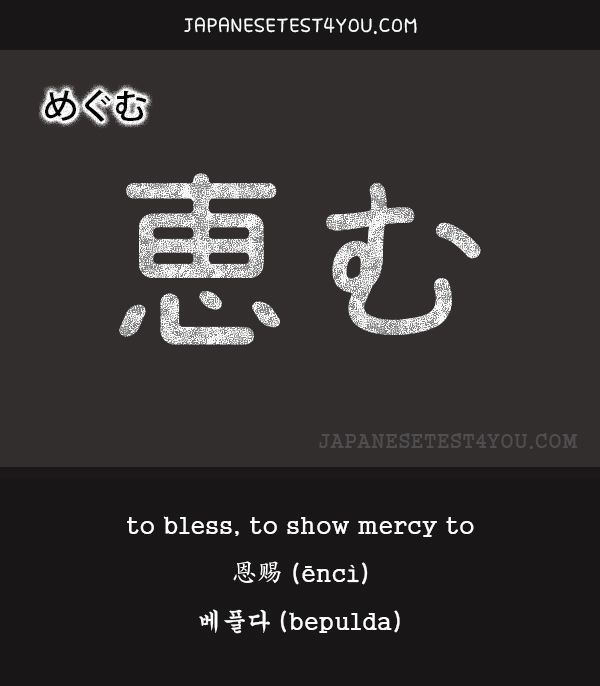 JAPANESETEST4YOU.COM
めぐむ
恵む
JAPANESETEST4YOU.COM
to bless, to show mercy to
恩赐 (ēncì)
베플다 (bepulda)